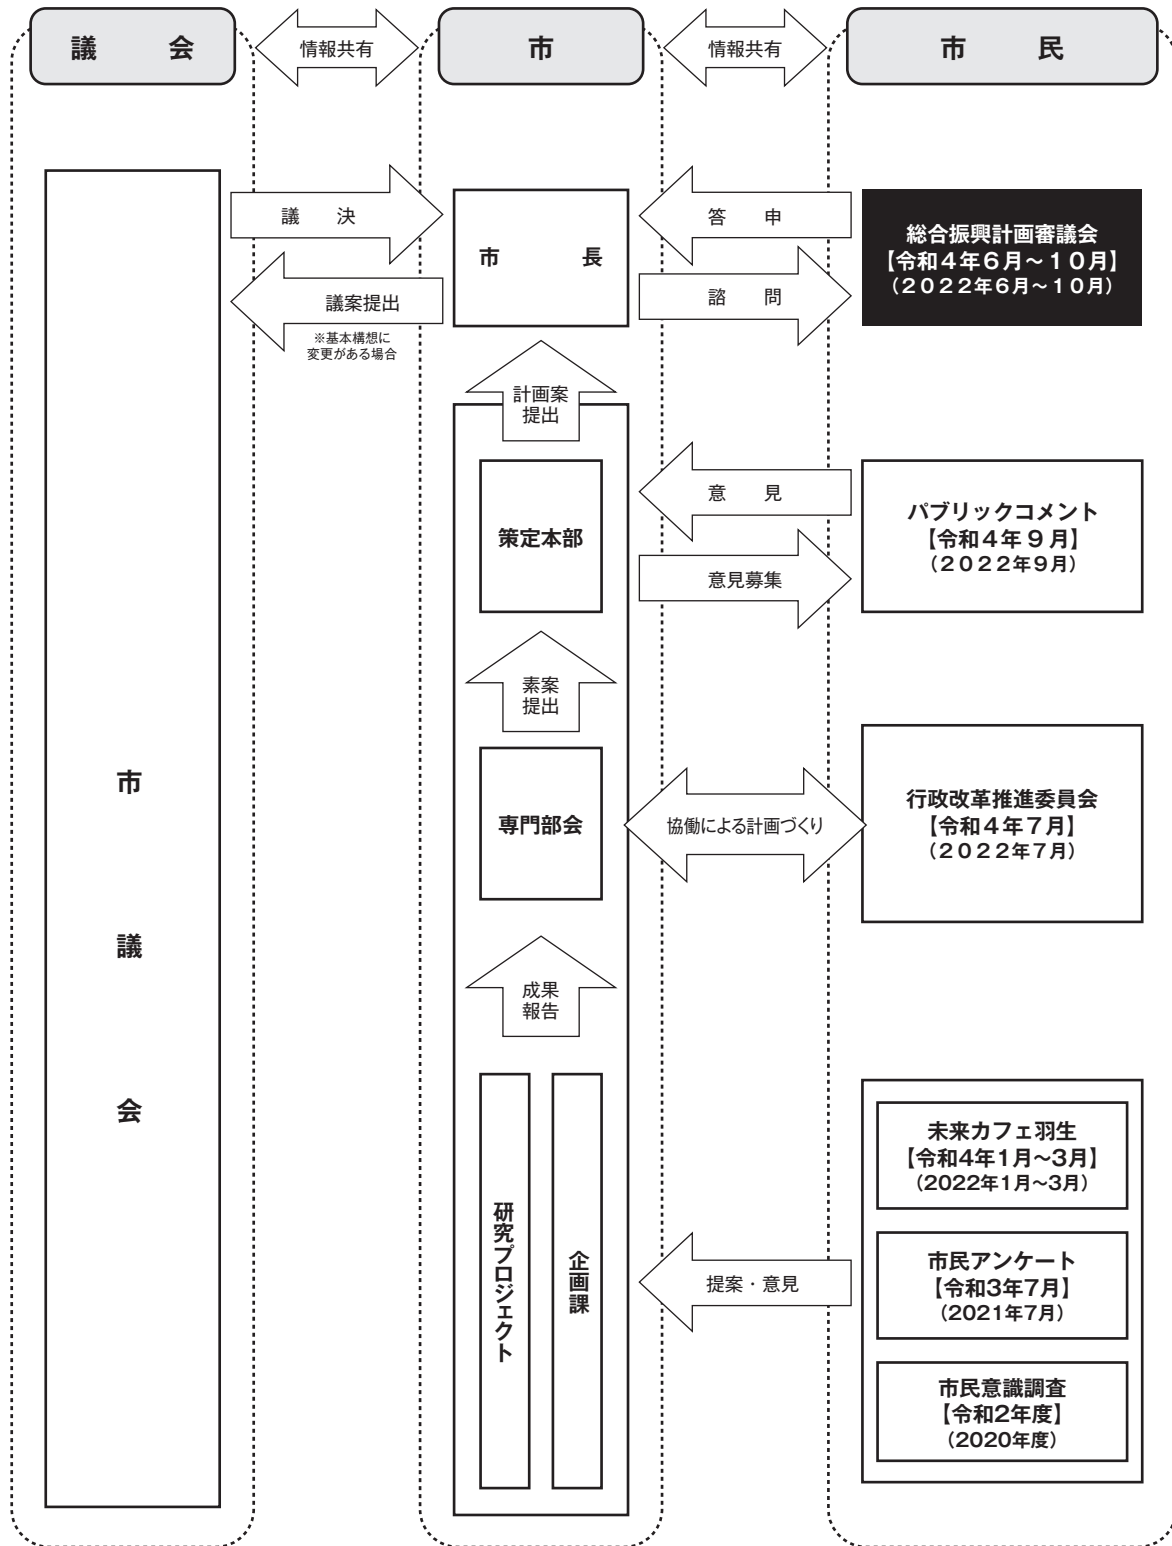 議　会
情報共有
市
情報共有
市　民
議　決
市　長
答　申
総合振興計画審議会
【令和４年６月～１０月】
（２０２２年６月～１０月）
議案提出
※基本構想に
変更がある場合
諮　問
計画案
提出
策定本部
意　見
意見募集
パブリックコメント
【令和４年９月】
（２０２２年９月）
素案
提出
市議会
専門部会
協働による計画づくり
行政改革推進委員会
【令和４年７月】
（２０２２年７月）
成果
報告
研究プロジェクト
企画課
提案・意見
未来カフェ羽生
【令和4年1月～3月】
（2022年1月～3月）
市民アンケート
【令和3年7月】
（2021年7月）
市民意識調査
【令和2年度】
（2020年度）